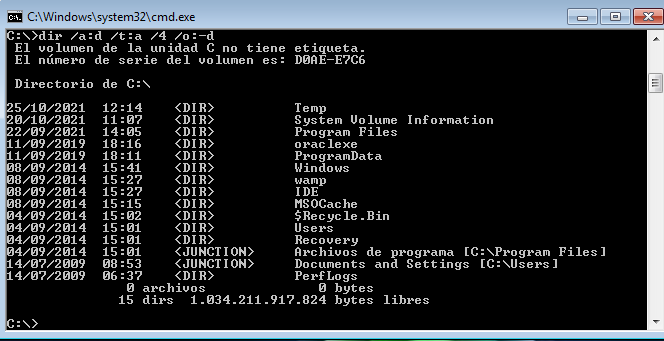 C:\Windows\system32\cmd.exe
C:\>dir /a:d /t:a /4 /o:-d
El volumen de la unidad C no tiene etiqueta.
El número de serie del volumen es: D0AE-E7C6
Directorio de C:\
25/10/2021  12:14    <DIR>          Temp
20/10/2021  11:07    <DIR>          System Volume Information
22/09/2021  14:05    <DIR>          Program Files
11/09/2019  18:16    <DIR>          oraclexe
11/09/2019  18:11    <DIR>          ProgramData
08/09/2014  15:41    <DIR>          Windows
08/09/2014  15:27    <DIR>          wamp
08/09/2014  15:27    <DIR>          IDE
08/09/2014  15:15    <DIR>          MSOCache
04/09/2014  15:02    <DIR>          $Recycle.Bin
04/09/2014  15:01    <DIR>          Users
04/09/2014  15:01    <DIR>          Recovery
04/09/2014  15:01    <JUNCTION>     Archivos de programa [C:\Program Files]
14/07/2009  08:53    <JUNCTION>     Documents and Settings [C:\Users]
14/07/2009  06:37    <DIR>          PerfLogs
0 archivos              0 bytes
15 dirs  1.034.211.917.824 bytes libres
C:\>